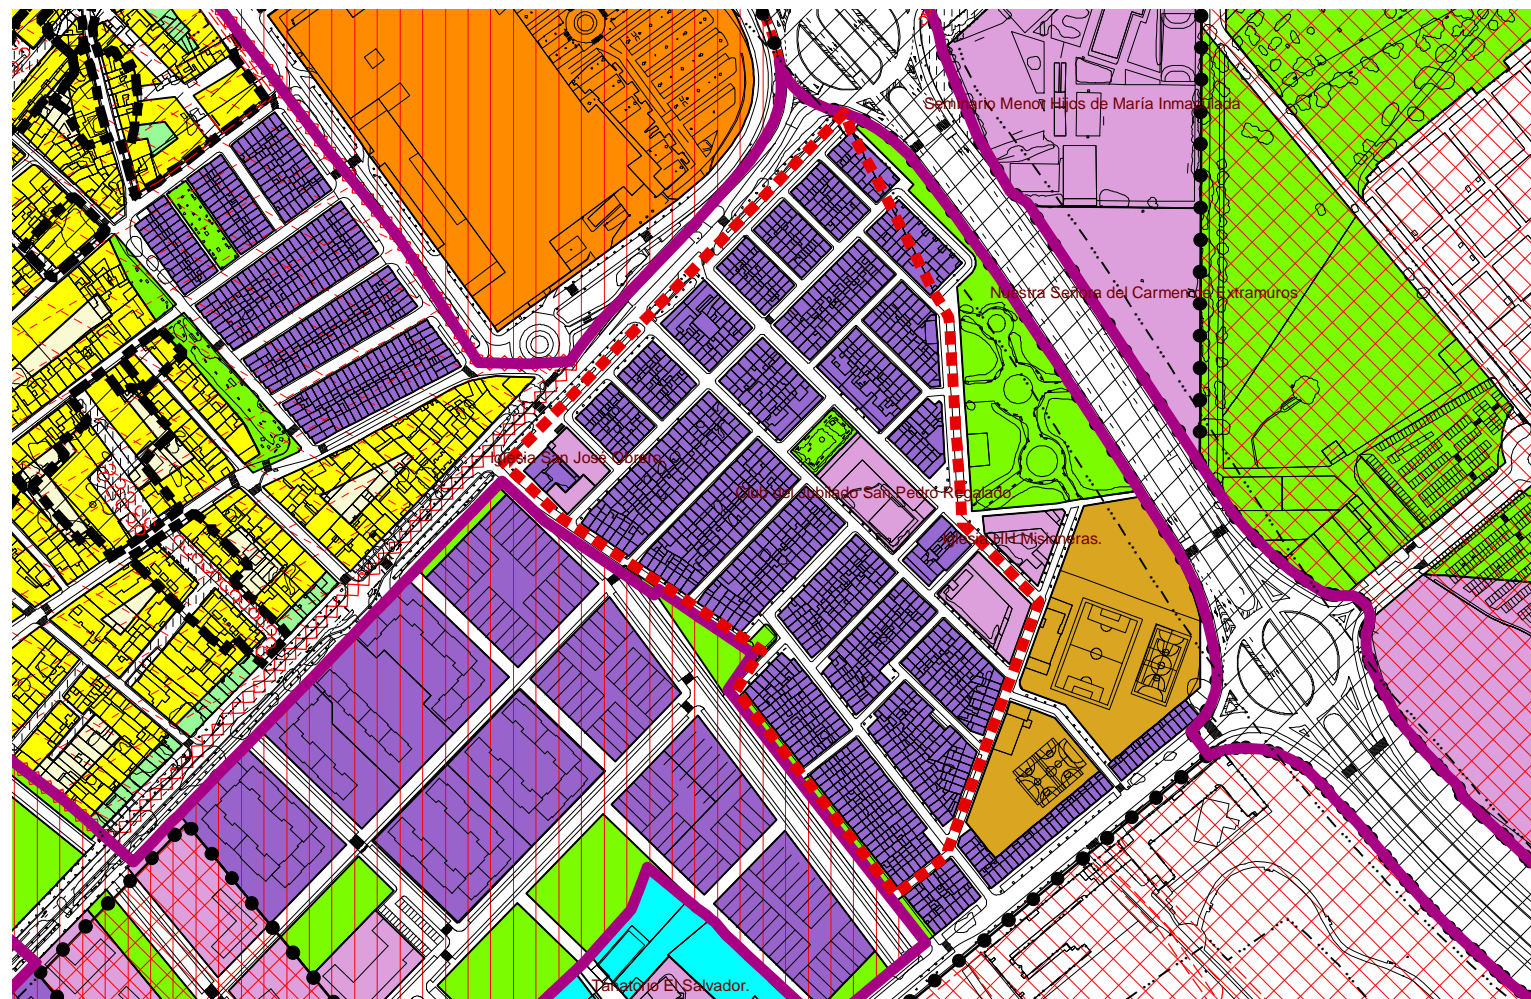 Seminario Menor Hijos de María Inmaculada
Nuestra Señora del Carmen de Extramuros
Iglesia San José Obrero.
Club del Jubilado San Pedro Regalado.
Iglesia HH Misioneras.
Tanatorio El Salvador.